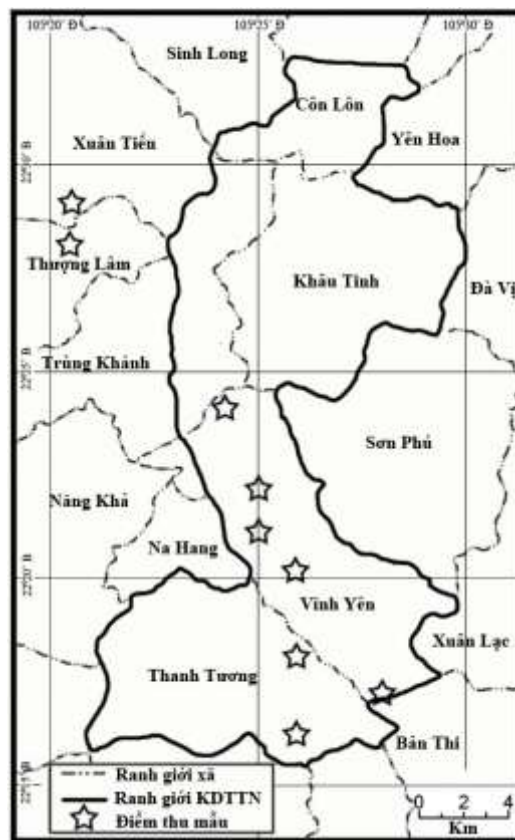 105°20' Đ 105°25' Đ 105°30' Đ
Sinh Long
Côn Lôn
Xuân Tiến
Yên Hoa
Thượng Lâm
Khâu Tinh
Đà Vị
Trùng Khánh
Sơn Phú
Năng Khả
Na Hang
22°20' B
Vĩnh Yên
Thanh Tương
Xuân Lạc
Bản Thi
Ranh giới xã
Ranh giới KDTTN
Điểm thu mẫu
0 2 4
Km